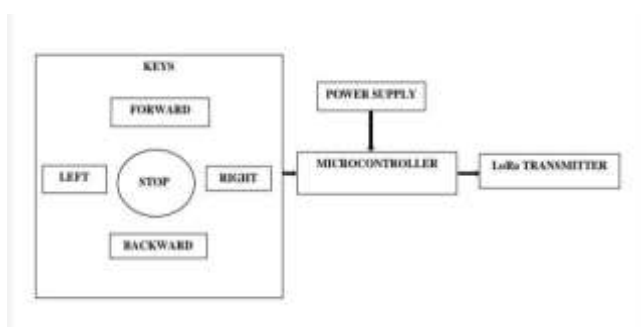 KEYS
FORWARD
POWER SUPPLY
LEFT
STOP
RIGHT
MICROCONTROLLER
LoRa TRANSMITTER
BACKWARD